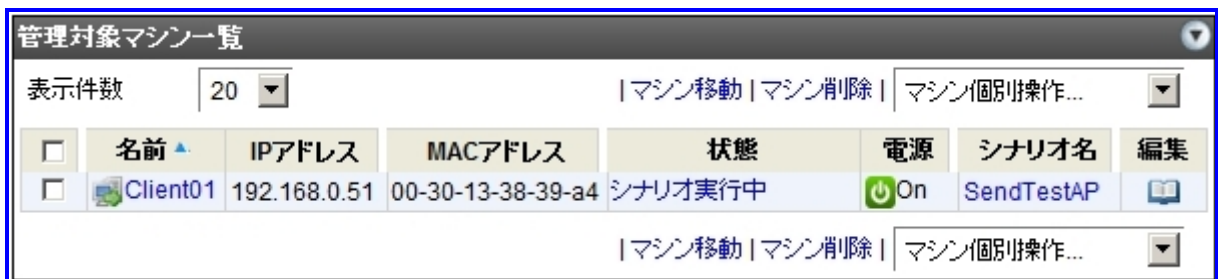 管理対象マシン一覧
表示件数 20 | マシン移動 | マシン削除 | マシン個別操作...
名前 IPアドレス MACアドレス 状態 電源 シナリオ名 編集
Client01 192.168.0.51 00-30-13-38-39-a4 シナリオ実行中 On SendTestAP
| マシン移動 | マシン削除 | マシン個別操作...